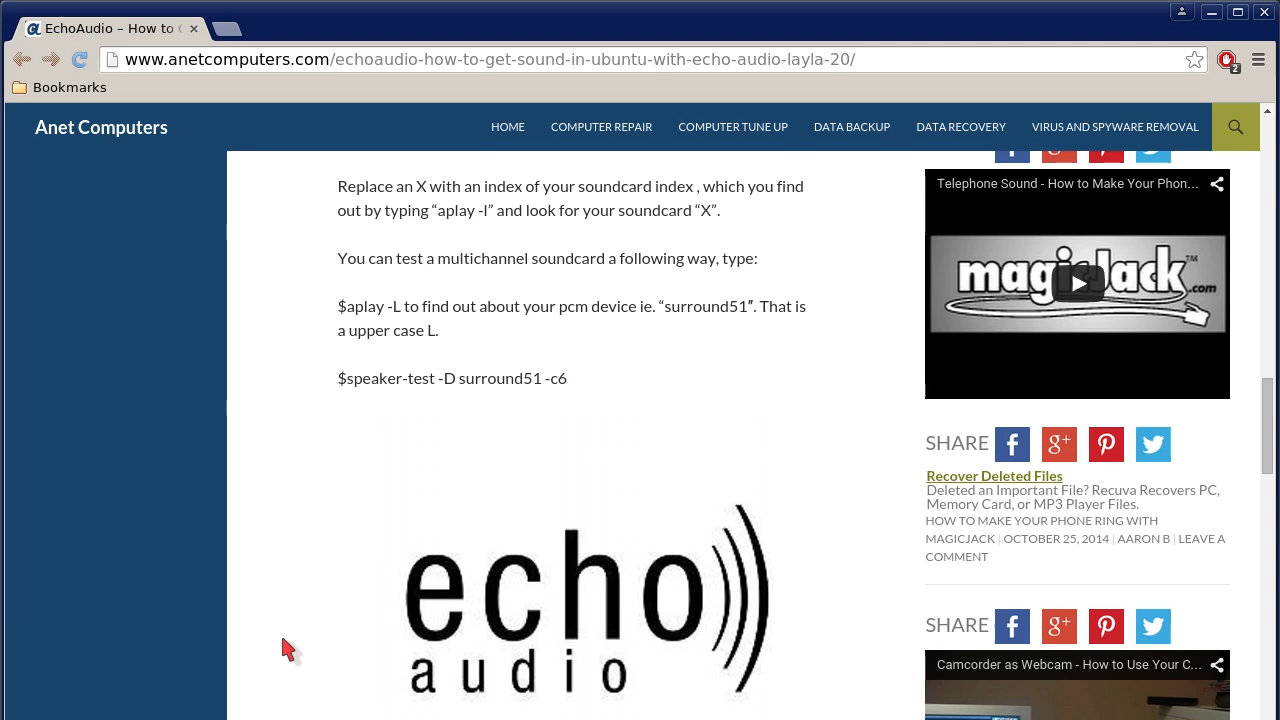 EchoAudio – How to
www.anetcomputers.com/echoaudio-how-to-get-sound-in-ubuntu-with-echo-audio-layla-20/
2
Bookmarks
Anet Computers
HOME
COMPUTER REPAIR
COMPUTER TUNE UP
DATA BACKUP
DATA RECOVERY
VIRUS AND SPYWARE REMOVAL
Replace an X with an index of your soundcard index , which you find
out by typing “aplay -l” and look for your soundcard “X”.
You can test a multichannel soundcard a following way, type:
$aplay -L to find out about your pcm device ie. “surround51″. That is
a upper case L.
$speaker-test -D surround51 -c6
echo
audio
Telephone Sound - How to Make Your Phon...
magicJack™
.com
SHARE
Recover Deleted Files
Deleted an Important File? Recuva Recovers PC,
Memory Card, or MP3 Player Files.
HOW TO MAKE YOUR PHONE RING WITH
MAGICJACK | OCTOBER 25, 2014 | AARON B | LEAVE A
COMMENT
SHARE
Camcorder as Webcam - How to Use Your C...